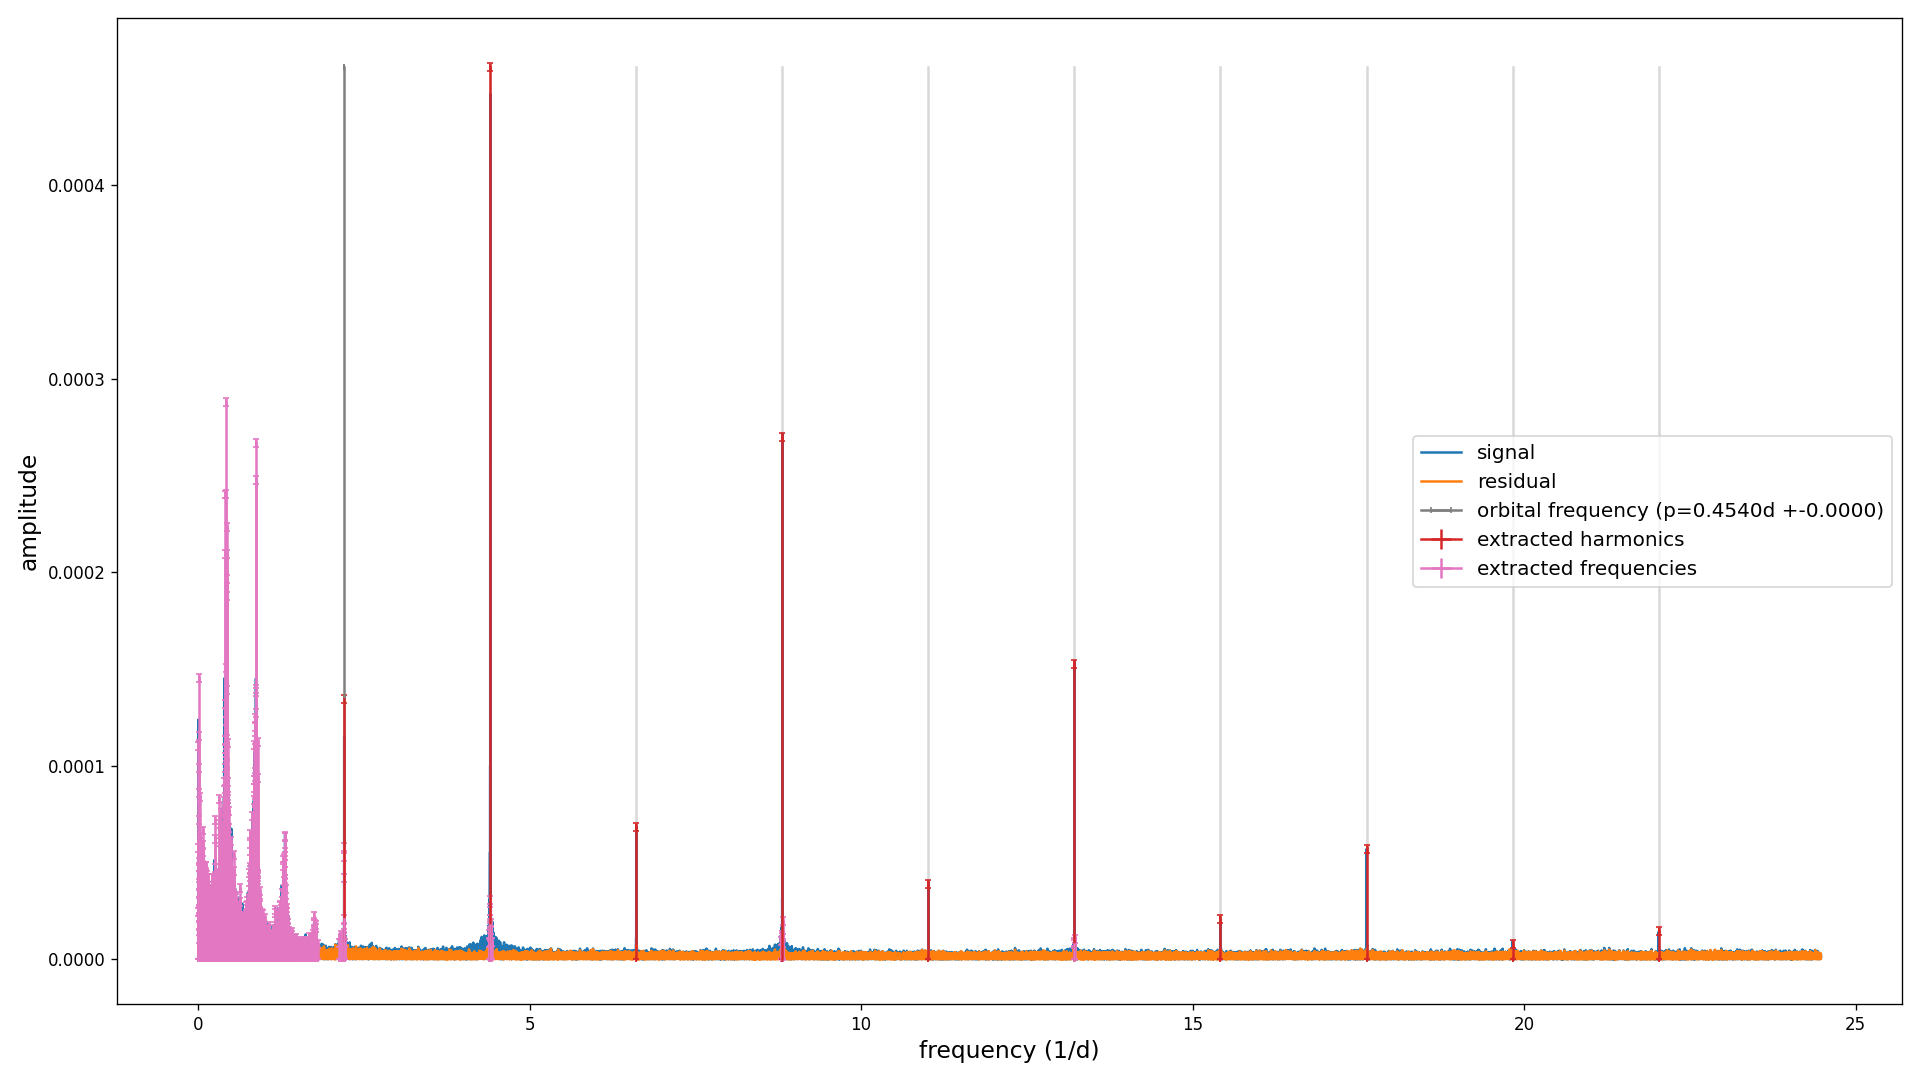 amplitude
0.0004
0.0003
0.0002
0.0001
0.0000
0
5
10
15
20
25
frequency (1/d)
signal
residual
orbital frequency (p=0.4540d +-0.0000)
extracted harmonics
extracted frequencies